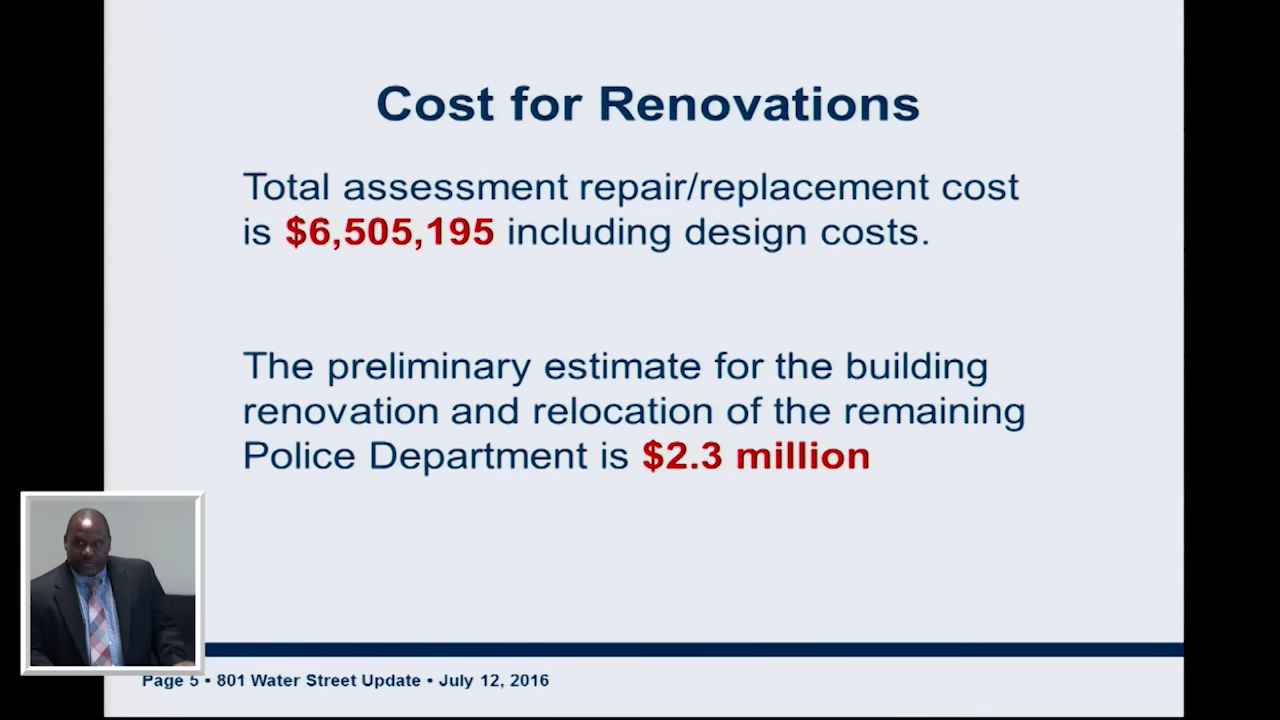 Cost for Renovations
Total assessment repair/replacement cost
is $6,505,195 including design costs.
The preliminary estimate for the building
renovation and relocation of the remaining
Police Department is $2.3 million
Page 5 • 801 Water Street Update • July 12, 2016